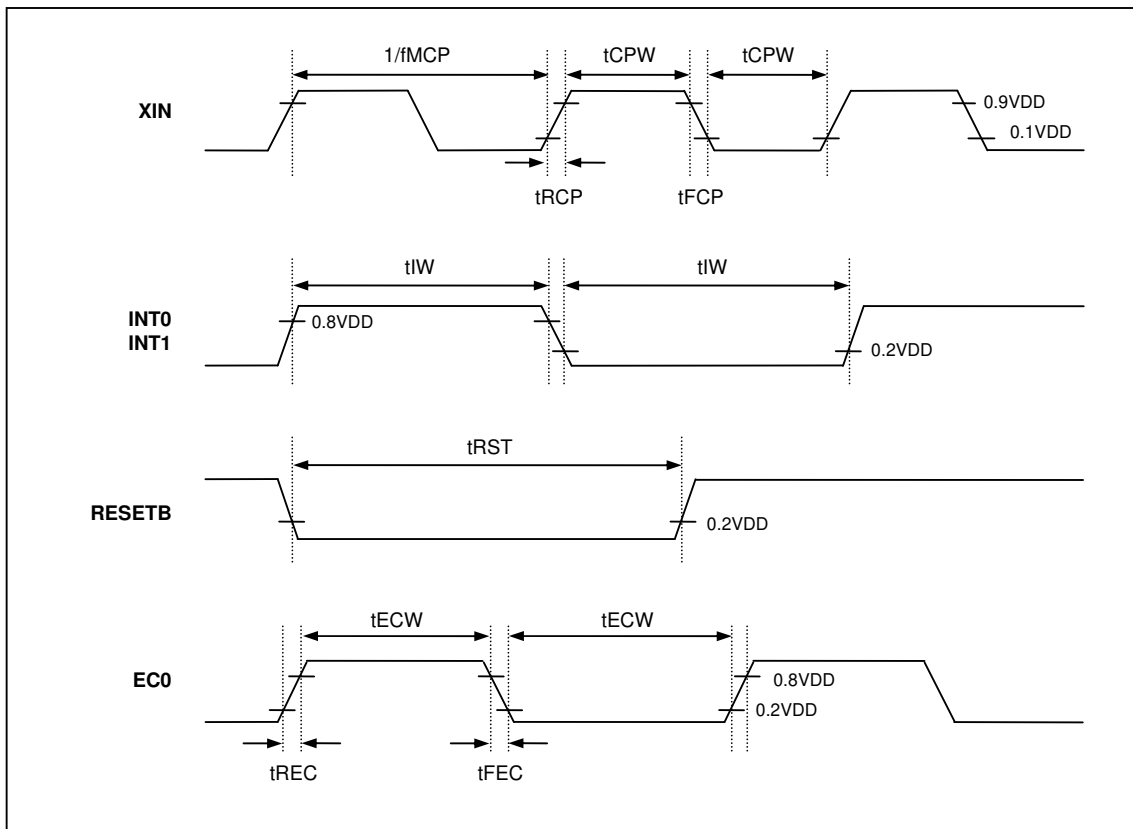 1/fMCP tCPW tCPW
XIN
0.9VDD
0.1VDD
tRCP tFCP
tIW tIW
INT0
INT1
0.8VDD
0.2VDD
tRST
RESETB
0.2VDD
tECW tECW
EC0
0.8VDD
0.2VDD
tREC tFEC